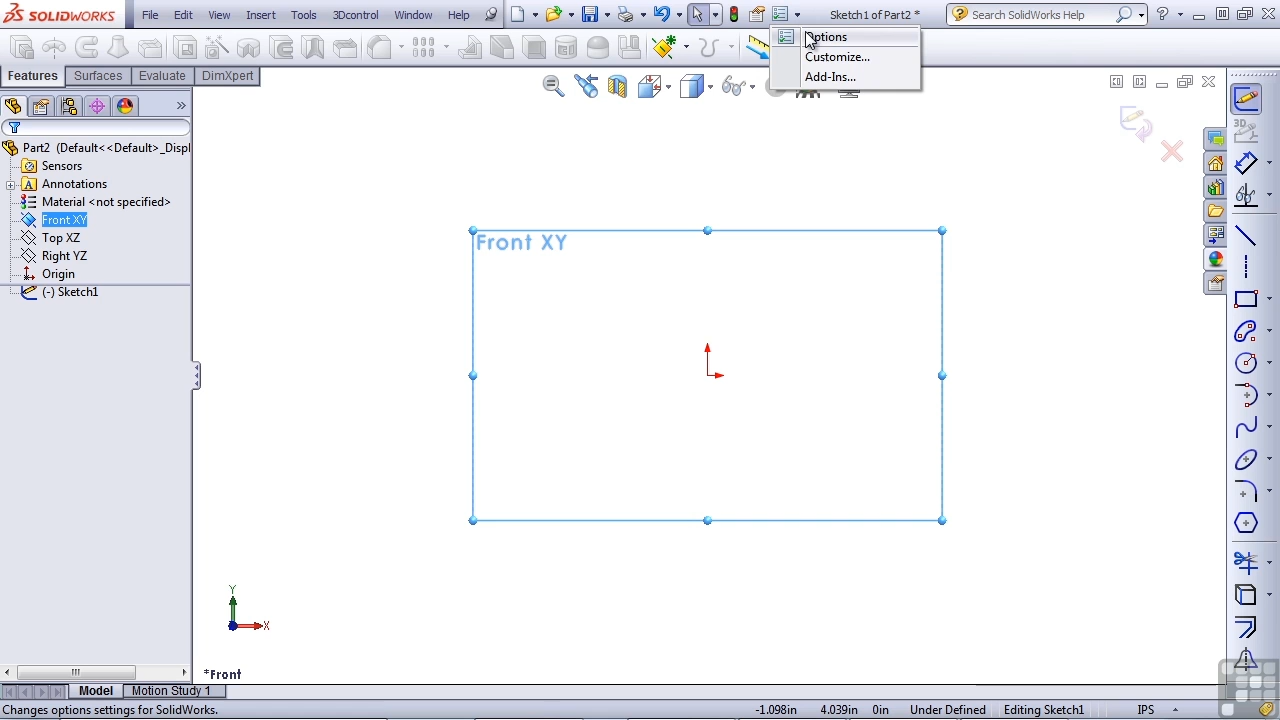 SOLIDWORKS File Edit View Insert Tools 3Dcontrol Window Help Sketch1 of Part2 * Search SolidWorks Help
Options
Customize...
Add-Ins...
Features Surfaces Evaluate DimXpert
Part2 (Default<<Default>_Displ
Sensors
Annotations
Material <not specified>
Front XY
Top XZ
Right YZ
Origin
(-) Sketch1
Front XY
3D
Y
X
*Front
Model Motion Study 1
Changes options settings for SolidWorks. -1.098in 4.039in 0in Under Defined Editing Sketch1 IPS